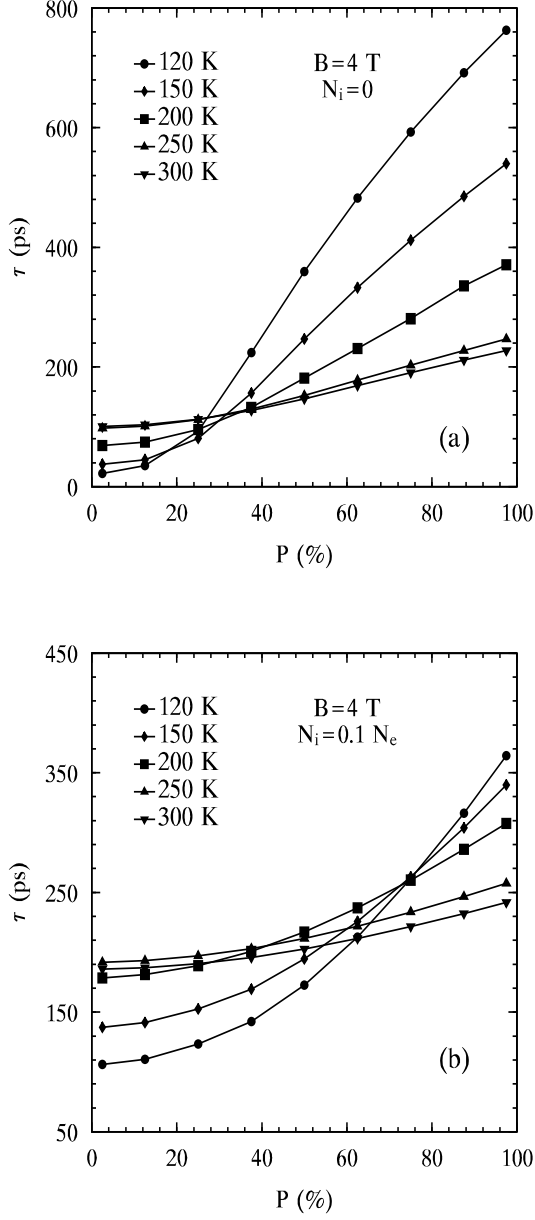 800
600
400
200
0
τ (ps)
120 K
150 K
200 K
250 K
300 K
B=4 T
N_i=0
(a)
0 20 40 60 80 100
P (%)
450
350
250
150
50
τ (ps)
120 K
150 K
200 K
250 K
300 K
B=4 T
N_i=0.1 N_e
(b)
0 20 40 60 80 100
P (%)